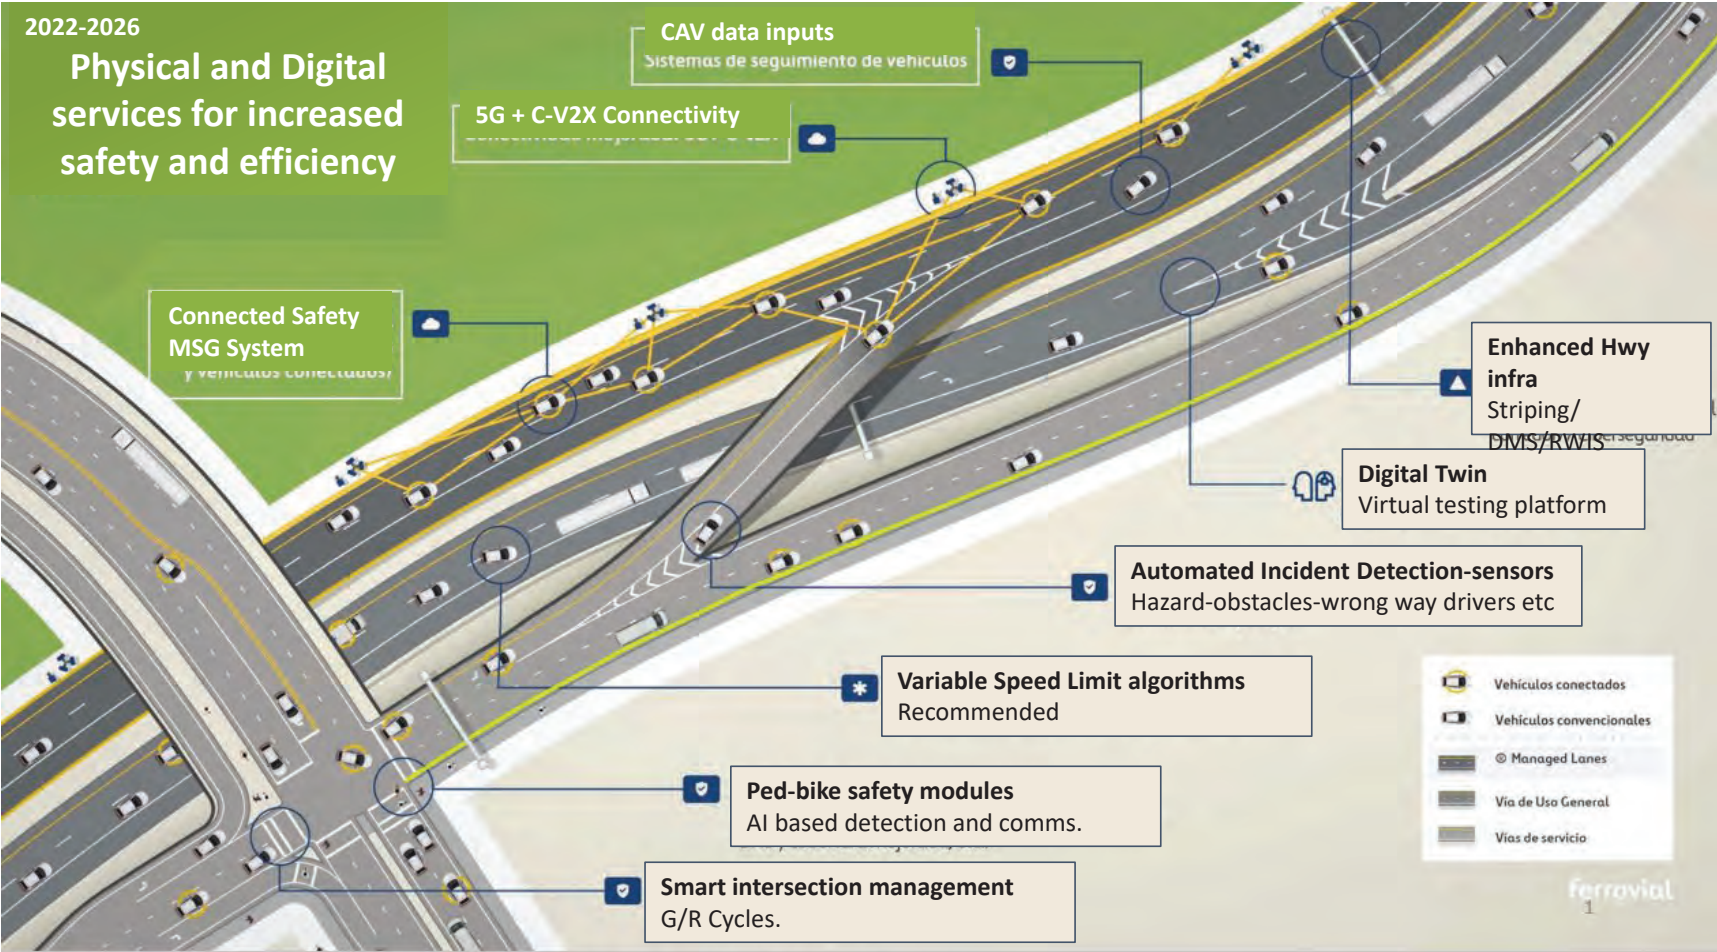 2022-2026
Physical and Digital
services for increased
safety and efficiency
CAV data inputs
Sistemas de seguimiento de vehículos
5G + C-V2X Connectivity
Connected Safety
MSG System
y vehículos conectados)
Enhanced Hwy
infra
Striping/
DMS/RWIS
Digital Twin
Virtual testing platform
Automated Incident Detection-sensors
Hazard-obstacles-wrong way drivers etc
Variable Speed Limit algorithms
Recommended
Ped-bike safety modules
AI based detection and comms.
Smart intersection management
G/R Cycles.
Vehículos conectados
Vehículos convencionales
® Managed Lanes
Vía de Uso General
Vías de servicio
ferrovial
1